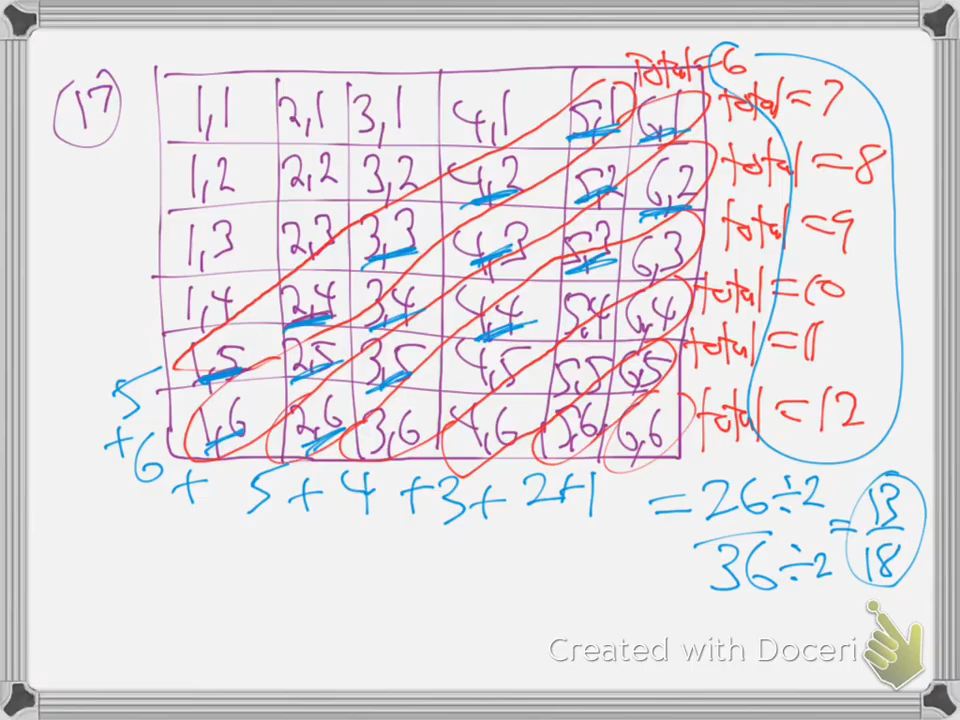 17
total=6
1,1 2,1 3,1 4,1 5,1 6,1 total=7
1,2 2,2 3,2 4,2 5,2 6,2 total=8
1,3 2,3 3,3 4,3 5,3 6,3 total=9
1,4 2,4 3,4 4,4 5,4 6,4 total=10
1,5 2,5 3,5 4,5 5,5 6,5 total=11
1,6 2,6 3,6 4,6 5,6 6,6 total=12
5
+6 + 5+4+3+2+1 = 26÷2
36÷2
= 13
18
Created with Doceri